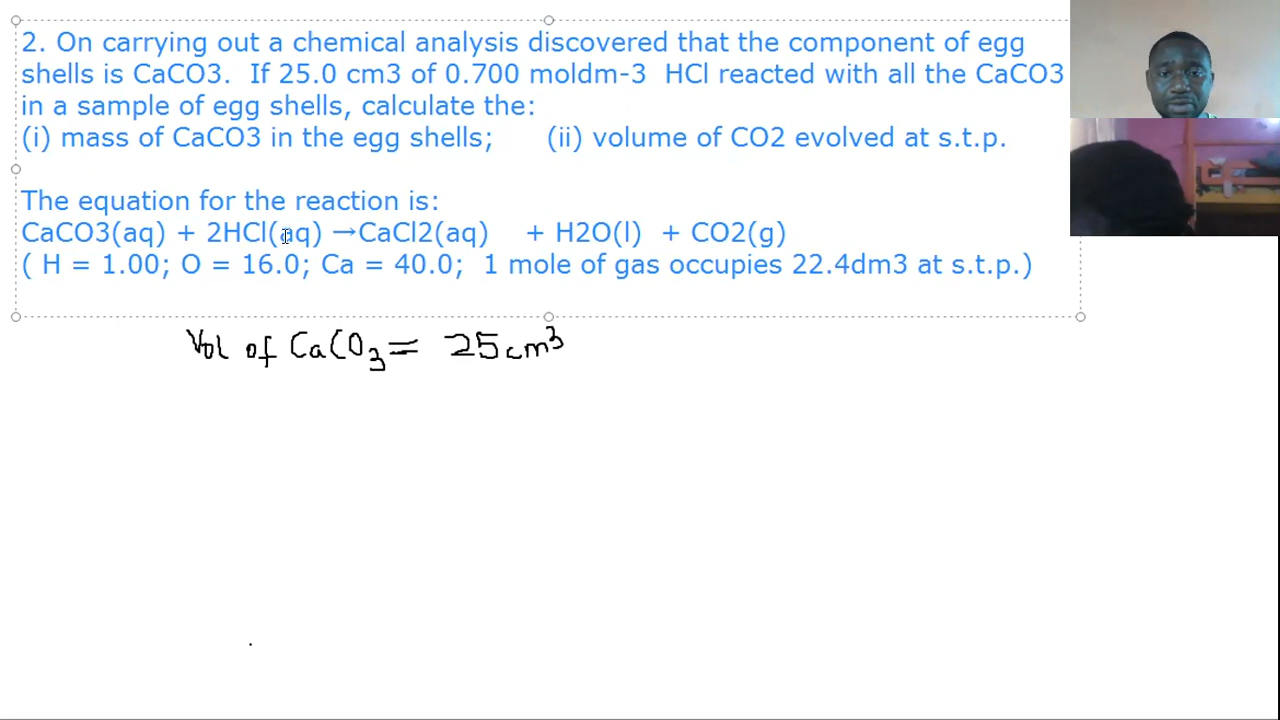 2. On carrying out a chemical analysis discovered that the component of egg
shells is CaCO3. If 25.0 cm3 of 0.700 moldm-3 HCl reacted with all the CaCO3
in a sample of egg shells, calculate the:
(i) mass of CaCO3 in the egg shells; (ii) volume of CO2 evolved at s.t.p.
The equation for the reaction is:
CaCO3(aq) + 2HCl(aq) →CaCl2(aq) + H2O(l) + CO2(g)
( H = 1.00; O = 16.0; Ca = 40.0; 1 mole of gas occupies 22.4dm3 at s.t.p.)
Vol of CaCO₃ = 25cm³